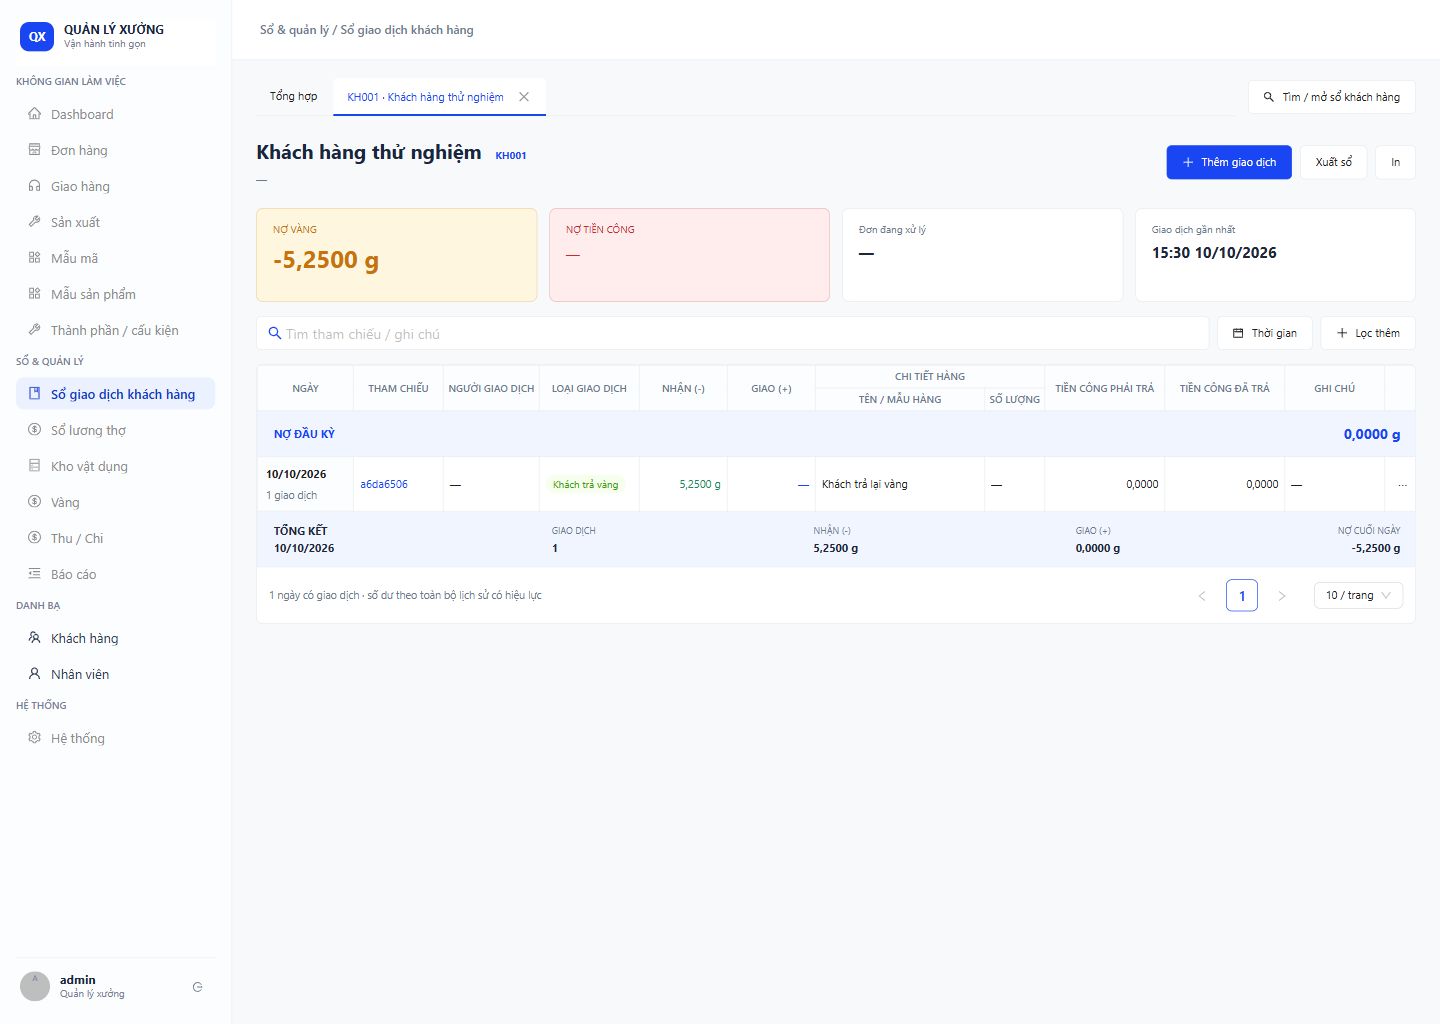 QX
QUẢN LÝ XƯỞNG
Vận hành tinh gọn
KHÔNG GIAN LÀM VIỆC
Dashboard
Đơn hàng
Giao hàng
Sản xuất
Mẫu mã
Mẫu sản phẩm
Thành phần / cấu kiện
SỔ & QUẢN LÝ
Sổ giao dịch khách hàng
Sổ lương thợ
Kho vật dụng
Vàng
Thu / Chi
Báo cáo
DANH BẠ
Khách hàng
Nhân viên
HỆ THỐNG
Hệ thống
A
admin
Quản lý xưởng
Sổ & quản lý / Sổ giao dịch khách hàng
Tổng hợp
KH001 · Khách hàng thử nghiệm
Tìm / mở sổ khách hàng
Khách hàng thử nghiệm KH001
—
Thêm giao dịch
Xuất sổ
In
NỢ VÀNG
-5,2500 g
NỢ TIỀN CÔNG
—
Đơn đang xử lý
—
Giao dịch gần nhất
15:30 10/10/2026
Tìm tham chiếu / ghi chú
Thời gian
Lọc thêm
NGÀY THAM CHIẾU NGƯỜI GIAO DỊCH LOẠI GIAO DỊCH NHẬN (-) GIAO (+) CHI TIẾT HÀNG TIỀN CÔNG PHẢI TRẢ TIỀN CÔNG ĐÃ TRẢ GHI CHÚ
TÊN / MẪU HÀNG SỐ LƯỢNG
NỢ ĐẦU KỲ 0,0000 g
10/10/2026
1 giao dịch
a6da6506 — Khách trả vàng 5,2500 g — Khách trả lại vàng — 0,0000 0,0000 — ...
TỔNG KẾT GIAO DỊCH NHẬN (-) GIAO (+) NỢ CUỐI NGÀY
10/10/2026 1 5,2500 g 0,0000 g -5,2500 g
1 ngày có giao dịch · số dư theo toàn bộ lịch sử có hiệu lực
1
10 / trang